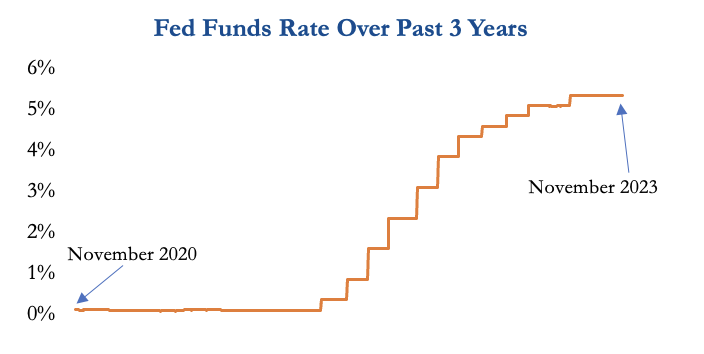 Fed Funds Rate Over Past 3 Years
6%
5%
4%
3%
November 2023
2%
November 2020
1%
0%